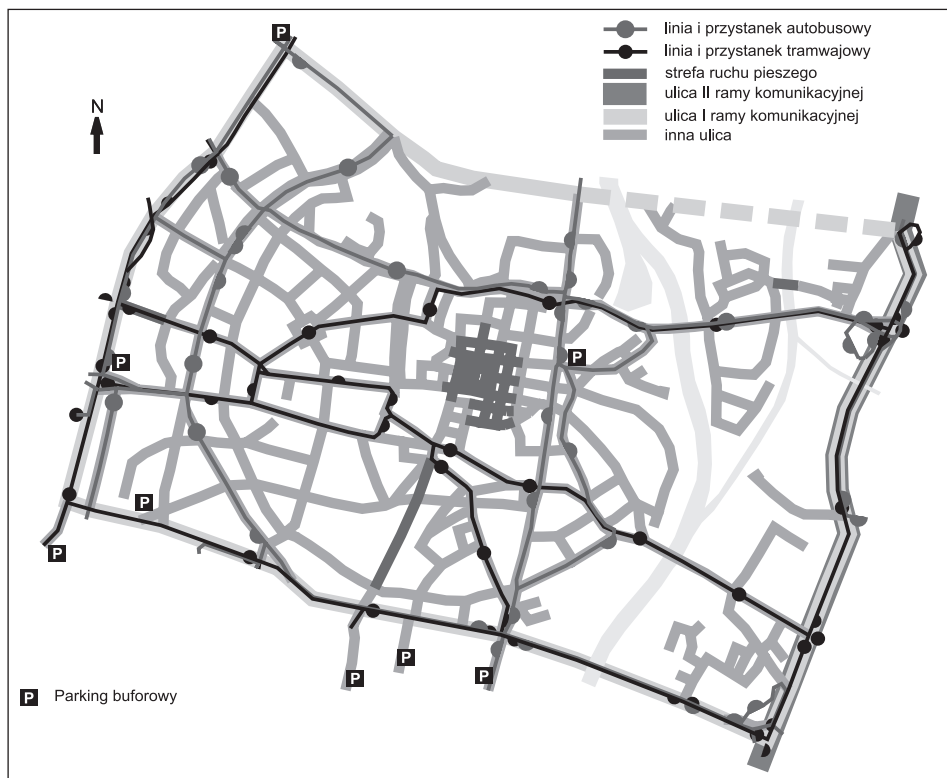 P
linia i przystanek autobusowy
linia i przystanek tramwajowy
strefa ruchu pieszego
ulica II ramy komunikacyjnej
ulica I ramy komunikacyjnej
inna ulica
N
P
P
P
P
P
P
P
P Parking buforowy